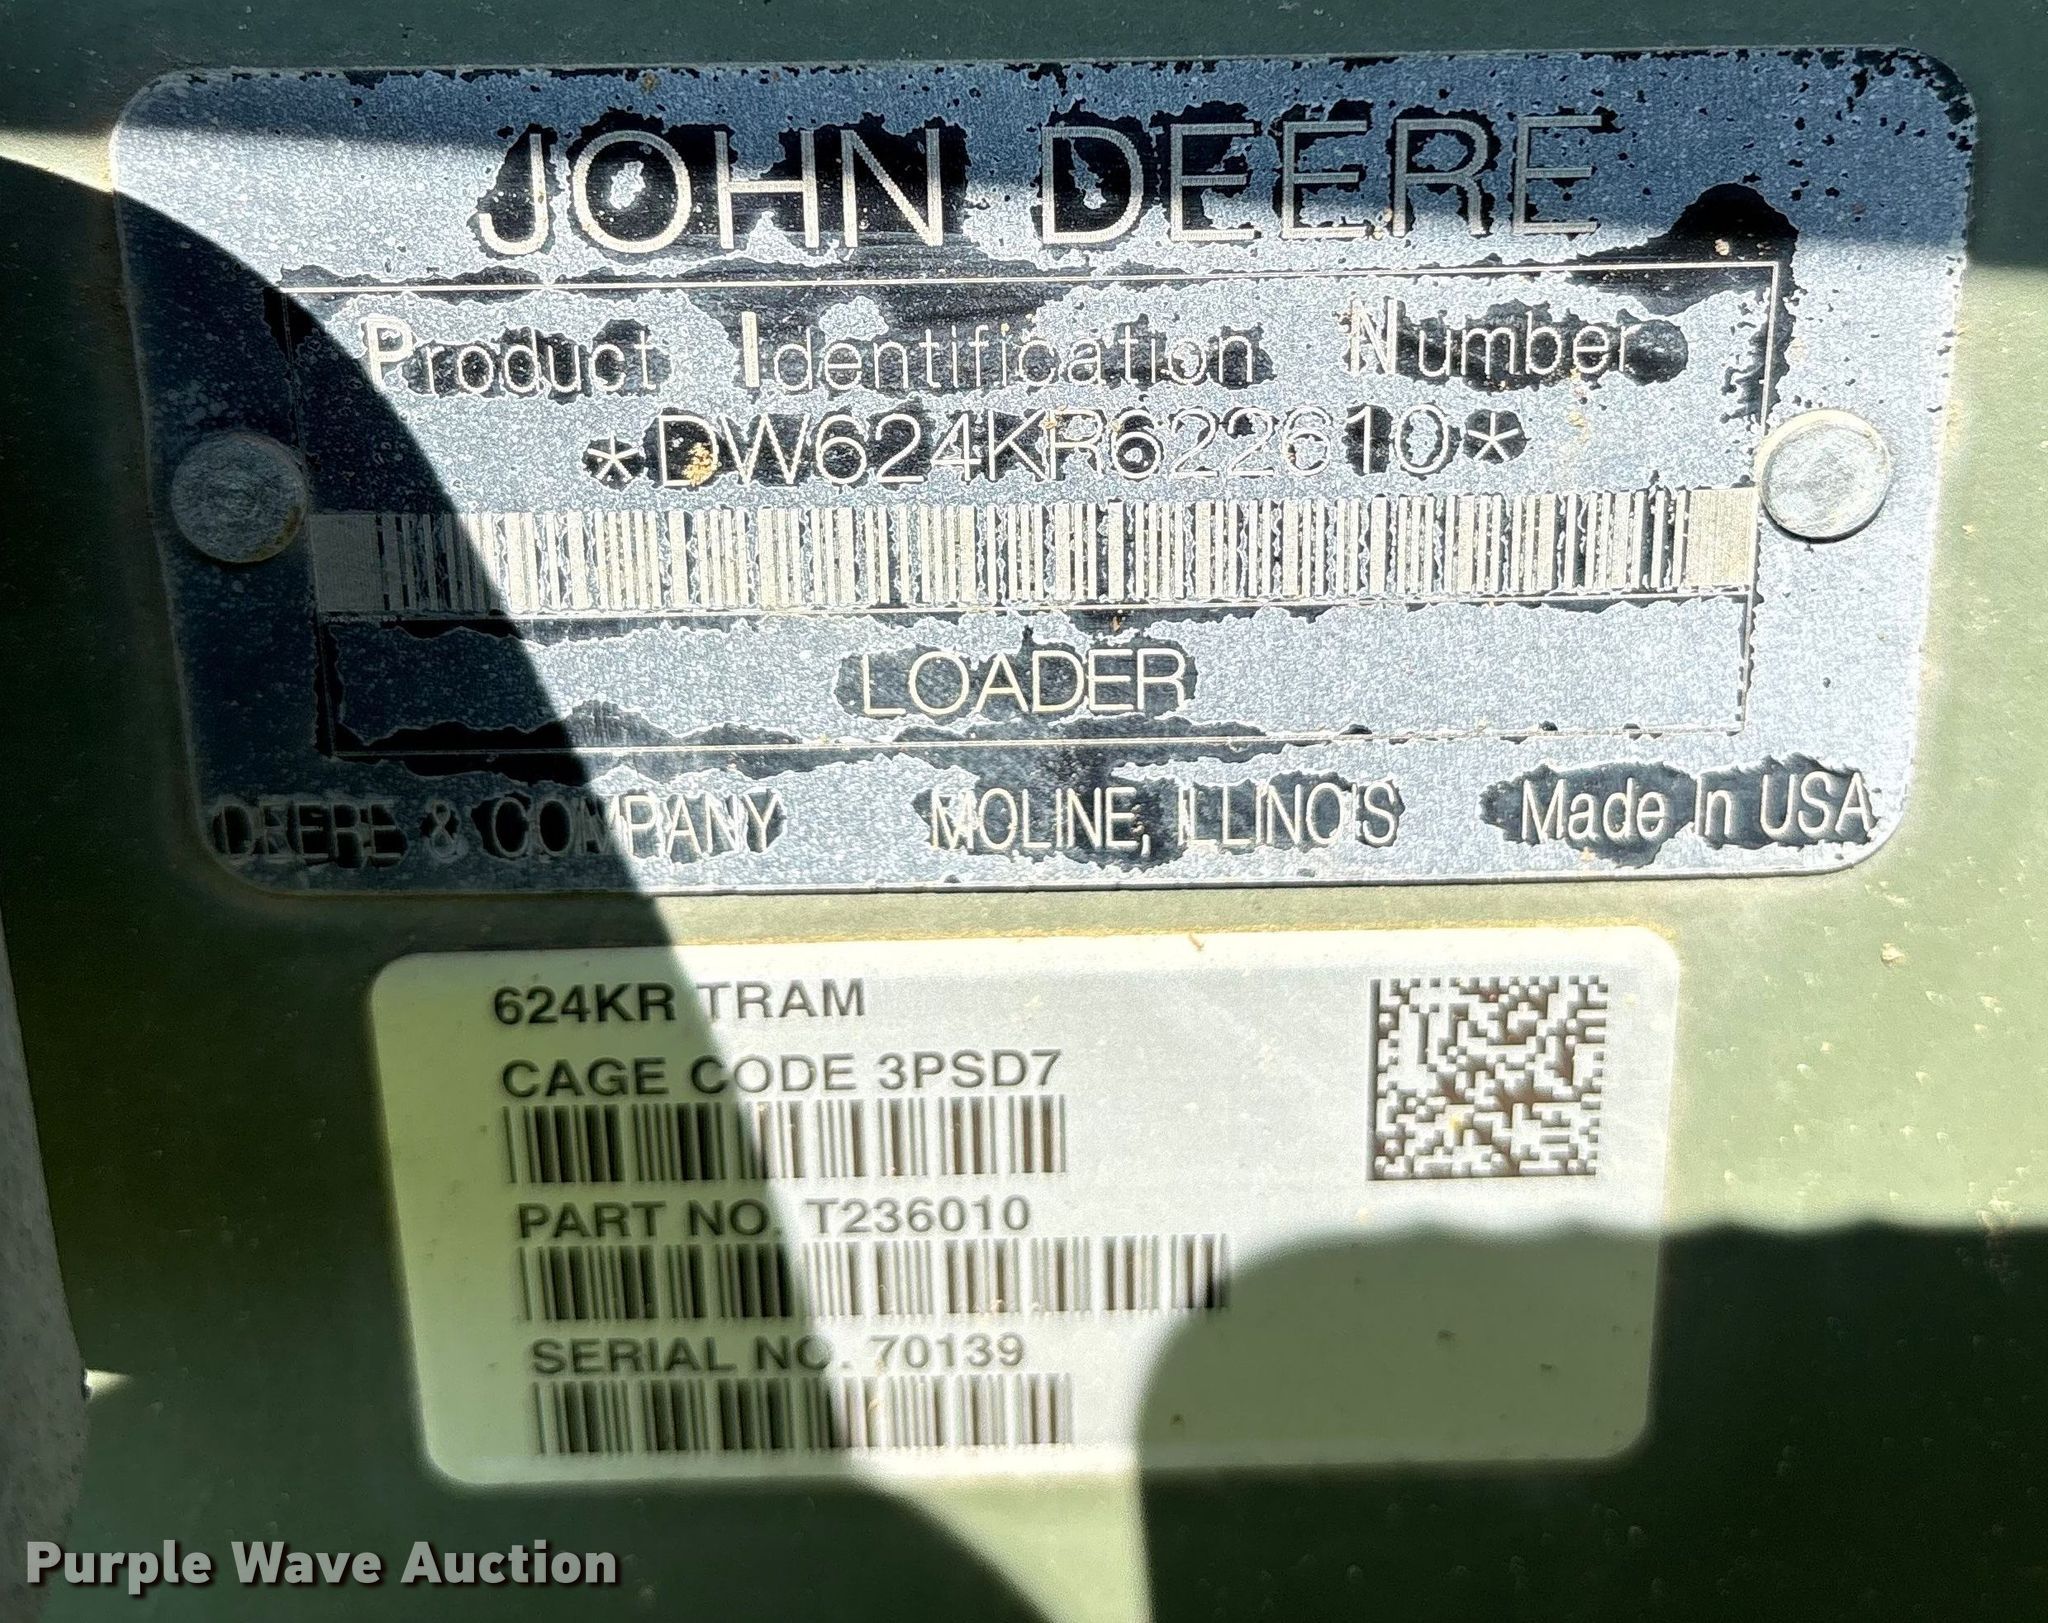 JOHN DEERE
Product Identification Number
*DW624KR622610*
LOADER
DEERE & COMPANY MOLINE, ILLINOIS Made In USA
624KR TRAM
CAGE CODE 3PSD7
PART NO. T236010
SERIAL NO. 70139
Purple Wave Auction